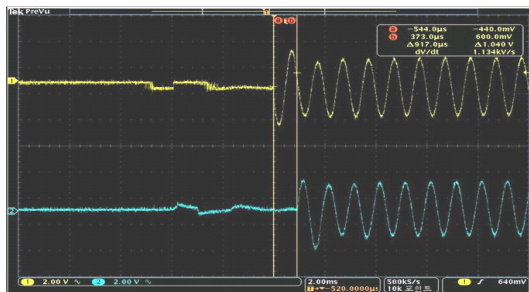 Tek PreVu
T
a b
a -544.0μs -440.0mV
b 373.0μs 600.0mV
Δ917.0μs Δ1.040 V
dV/dt 1.134kV/s
1
2
1 2.00 V 2 2.00 V
2.00ms
T→▼-520.0000μs
500kS/s
10k 포인트
1 640mV